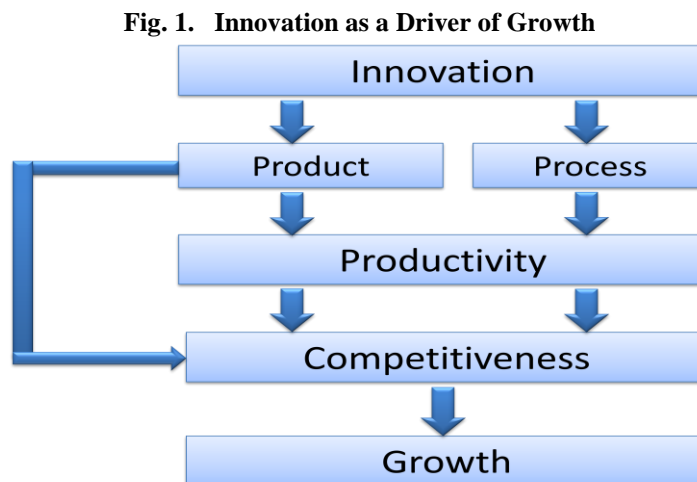 Fig. 1. Innovation as a Driver of Growth
Innovation
Product
Process
Productivity
Competitiveness
Growth